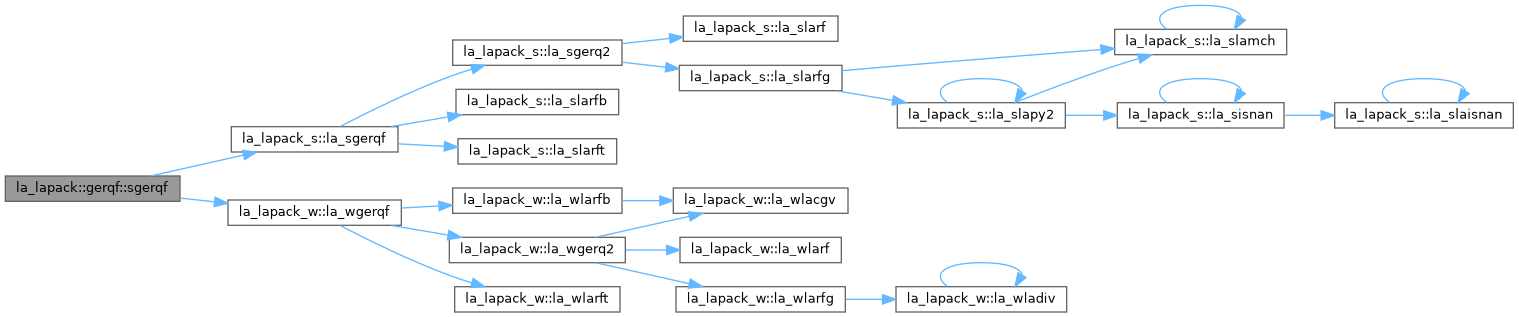 la_lapack::gerqf::sgerqf
la_lapack_s::la_sgerqf
la_lapack_s::la_sgerq2
la_lapack_s::la_slarf
la_lapack_s::la_slarfg
la_lapack_s::la_slamch
la_lapack_s::la_slapy2
la_lapack_s::la_sisnan
la_lapack_s::la_slaisnan
la_lapack_s::la_slarfb
la_lapack_s::la_slarft
la_lapack_w::la_wgerqf
la_lapack_w::la_wlarfb
la_lapack_w::la_wlacgv
la_lapack_w::la_wgerq2
la_lapack_w::la_wlarf
la_lapack_w::la_wlarfg
la_lapack_w::la_wladiv
la_lapack_w::la_wlarft